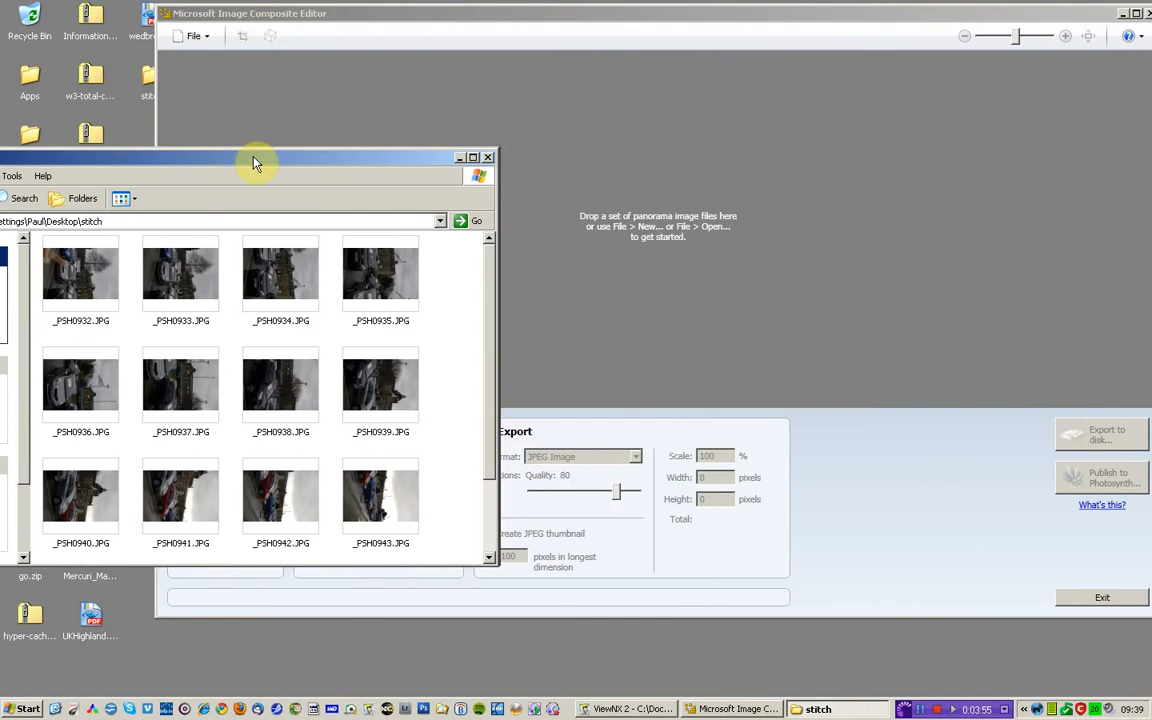 Microsoft Image Composite Editor
File
Recycle Bin
Information...
wedbre
Apps
w3-total-c...
stitc
Tools
Help
Search
Folders
ettings\Paul\Desktop\stitch
Go
Drop a set of panorama image files here
or use File > New... or File > Open...
to get started.
_PSH0932.JPG
_PSH0933.JPG
_PSH0934.JPG
_PSH0935.JPG
_PSH0936.JPG
_PSH0937.JPG
_PSH0938.JPG
_PSH0939.JPG
_PSH0940.JPG
_PSH0941.JPG
_PSH0942.JPG
_PSH0943.JPG
Export
rmat:
JPEG Image
Scale:
100
%
tions:
Quality: 80
Width:
0
pixels
Height:
0
pixels
Total:
reate JPEG thumbnail
100
pixels in longest
dimension
Export to
disk...
Publish to
Photosynth...
What's this?
Exit
go.zip
Mercuri_Ma...
hyper-cach...
UKHighland....
Start
ViewNX 2 - C:\Doc...
Microsoft Image C...
stitch
0:03:55
20
09:39